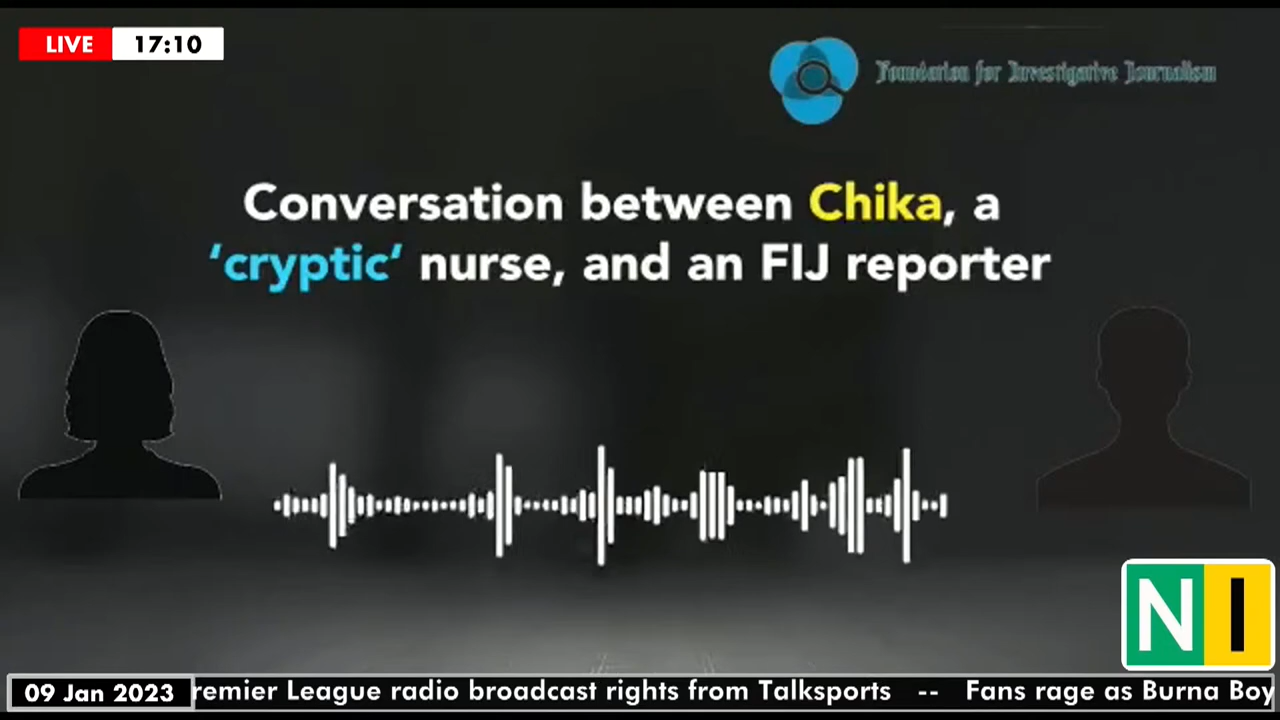 LIVE 17:10
Foundation for Investigative Journalism
Conversation between Chika, a
‘cryptic‘ nurse, and an FIJ reporter
NI
09 Jan 2023 remier League radio broadcast rights from Talksports -- Fans rage as Burna Boy